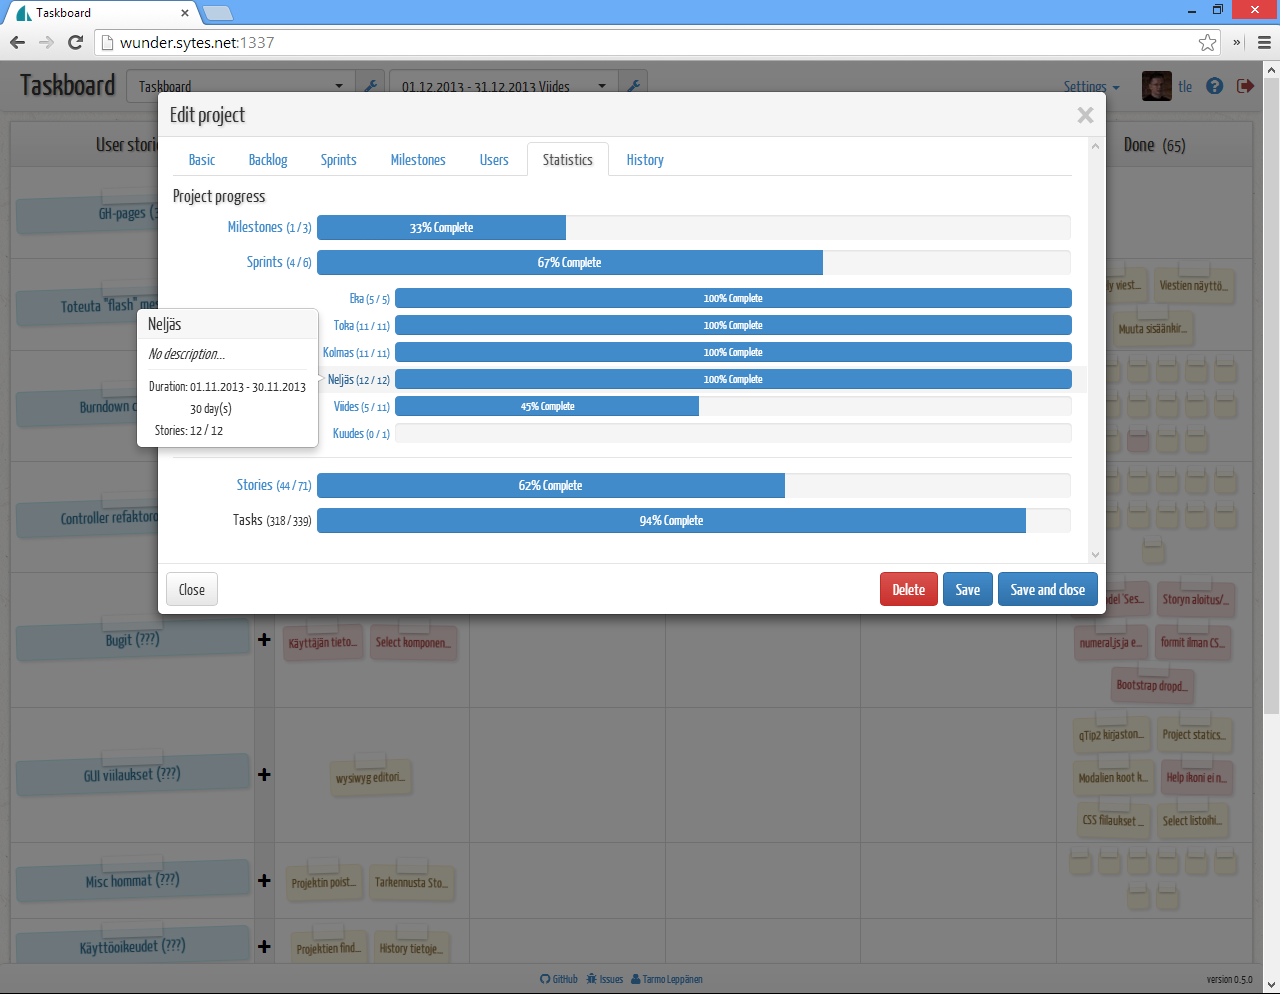 Taskboard
wunder.sytes.net:1337
Taskboard
Taskboard
01.12.2013 - 31.12.2013 Viides
Settings
tle
Edit project
Basic
Backlog
Sprints
Milestones
Users
Statistics
History
Project progress
Milestones (1 / 3)
33% Complete
Sprints (4 / 6)
67% Complete
Eka (5 / 5)
100% Complete
Toka (11 / 11)
100% Complete
Kolmas (11 / 11)
100% Complete
Neljäs (12 / 12)
100% Complete
Viides (5 / 11)
45% Complete
Kuudes (0 / 1)
Neljäs
No description...
Duration: 01.11.2013 - 30.11.2013
30 day(s)
Stories: 12 / 12
Stories (44 / 71)
62% Complete
Tasks (318 / 339)
94% Complete
Close
Delete
Save
Save and close
User stori
Done (65)
GH-pages (
Toteuta "flash" me
Viestien näyttö...
Muuta sisäänkir...
Burndown
Controller refaktoro
Storyn aloitus/...
Bugit (???)
Käyttäjän tieto...
Select komponen...
numeral.js ja e...
formit ilman CS...
Bootstrap dropd...
GUI viilaukset (???)
wysiwyg editori...
qTip2 kirjaston...
Project statics...
Modalien koot k...
Help ikoni ei n...
CSS fiilaukset ...
Select listoihi...
Misc hommat (???)
Projektin poist...
Tarkennusta Sto...
Käyttöoikeudet (???)
Projektien find...
History tietoje...
GitHub
Issues
Tarmo Leppänen
version 0.5.0